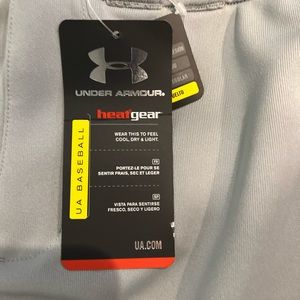 UNDER ARMOUR.
heatgear
WEAR THIS TO FEEL
COOL, DRY & LIGHT.
FR
PORTEZ-LE POUR SE
SENTIR FRAIS, SEC ET LEGER
VISTA PARA SENTIRSE
FRESCO, SECO Y LIGERO
UA.COM
UA BASEBALL